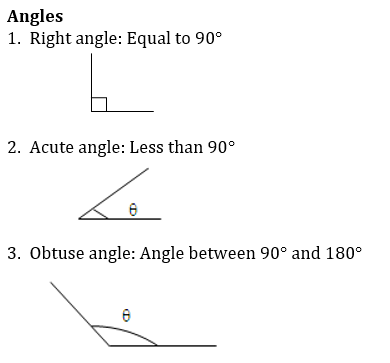 Angles
1. Right angle: Equal to 90°
2. Acute angle: Less than 90°
θ
3. Obtuse angle: Angle between 90° and 180°
θ